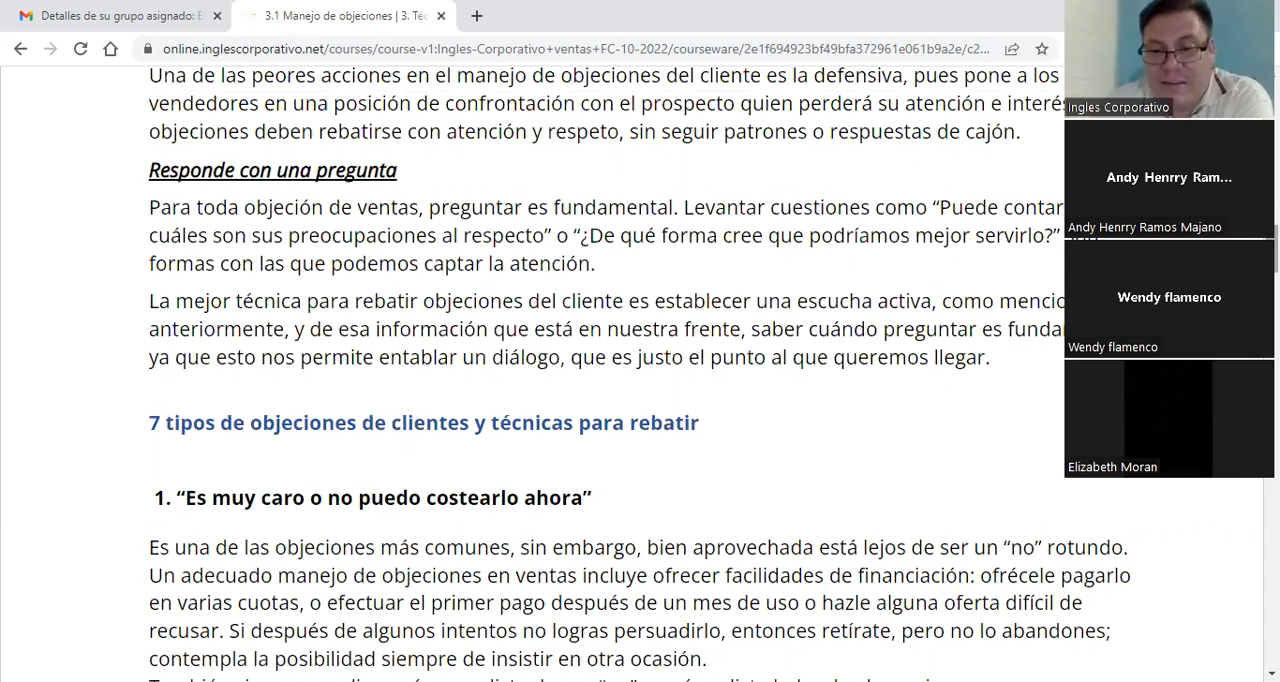 Detalles de su grupo asignado:
3.1 Manejo de objeciones | 3. Téc
online.inglescorporativo.net/courses/course-v1:Ingles-Corporativo+ventas+FC-10-2022/courseware/2e1f694923bf49bfa372961e061b9a2e/c2...
Una de las peores acciones en el manejo de objeciones del cliente es la defensiva, pues pone a los
vendedores en una posición de confrontación con el prospecto quien perderá su atención e interés
objeciones deben rebatirse con atención y respeto, sin seguir patrones o respuestas de cajón.
Responde con una pregunta
Para toda objeción de ventas, preguntar es fundamental. Levantar cuestiones como “Puede contar
cuáles son sus preocupaciones al respecto” o “¿De qué forma cree que podríamos mejor servirlo?”
formas con las que podemos captar la atención.
La mejor técnica para rebatir objeciones del cliente es establecer una escucha activa, como mencio
anteriormente, y de esa información que está en nuestra frente, saber cuándo preguntar es funda
ya que esto nos permite entablar un diálogo, que es justo el punto al que queremos llegar.
7 tipos de objeciones de clientes y técnicas para rebatir
1. “Es muy caro o no puedo costearlo ahora”
Es una de las objeciones más comunes, sin embargo, bien aprovechada está lejos de ser un “no” rotundo.
Un adecuado manejo de objeciones en ventas incluye ofrecer facilidades de financiación: ofrécele pagarlo
en varias cuotas, o efectuar el primer pago después de un mes de uso o hazle alguna oferta difícil de
recusar. Si después de algunos intentos no logras persuadirlo, entonces retírate, pero no lo abandones;
contempla la posibilidad siempre de insistir en otra ocasión.
Ingles Corporativo
Andy Henrry Ram...
Andy Henrry Ramos Majano
Wendy flamenco
Wendy flamenco
Elizabeth Moran